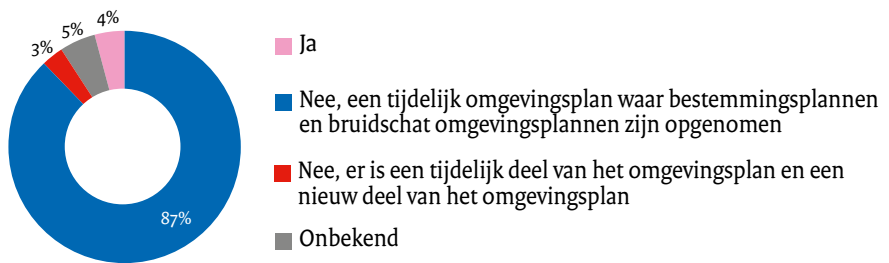 4%
5%
3%
87%
Ja
Nee, een tijdelijk omgevingsplan waar bestemmingsplannen
en bruidschat omgevingsplannen zijn opgenomen
Nee, er is een tijdelijk deel van het omgevingsplan en een
nieuw deel van het omgevingsplan
Onbekend